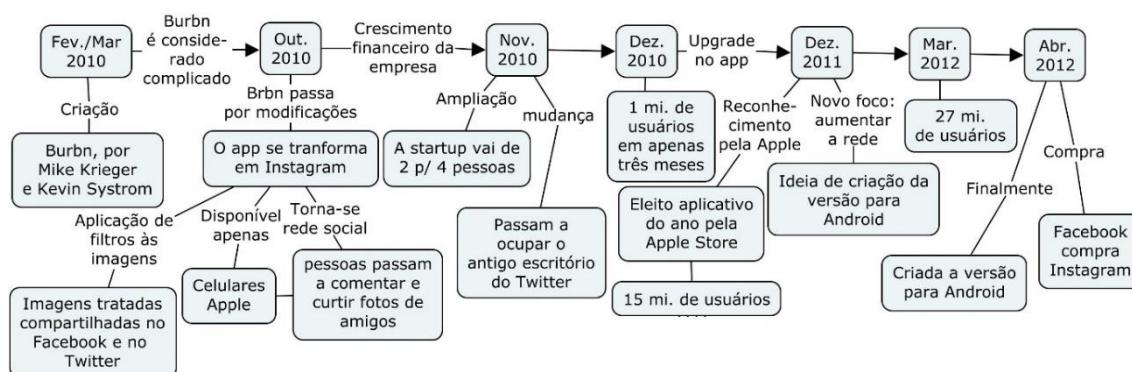 Fev./Mar
2010
Burbn
é conside-
rado
complicado
Out.
2010
Crescimento
financeiro da
empresa
Nov.
2010
Dez.
2010
Upgrade
no app
Dez.
2011
Mar.
2012
Abr.
2012
Criação
Burbn, por
Mike Krieger
e Kevin Systrom
Brbn passa
por modificações
O app se tranforma
em Instagram
Aplicação de
filtros às
imagens
Imagens tratadas
compartilhadas no
Facebook e no
Twitter
Disponível
apenas
Celulares
Apple
Torna-se
rede social
pessoas passam
a comentar e
curtir fotos de
amigos
Ampliação
A startup vai de
2 p/ 4 pessoas
mudança
Passam a
ocupar o
antigo escritório
do Twitter
1 mi. de
usuários
em apenas
três meses
Reconhe-
cimento
pela Apple
Eleito aplicativo
do ano pela
Apple Store
15 mi. de usuários
Novo foco:
aumentar
a rede
Ideia de criação da
versão para
Android
27 mi.
de usuários
Finalmente
Criada a versão
para Android
Compra
Facebook
compra
Instagram